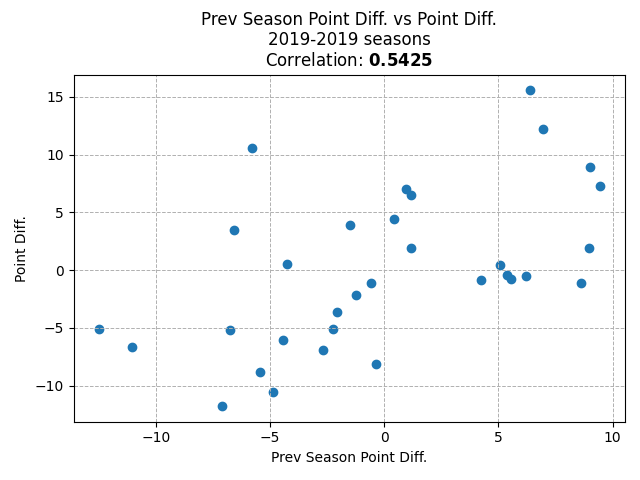 Prev Season Point Diff. vs Point Diff.
2019-2019 seasons
Correlation: 0.5425
15
10
5
0
−5
−10
Point Diff.
−10
−5
0
5
10
Prev Season Point Diff.